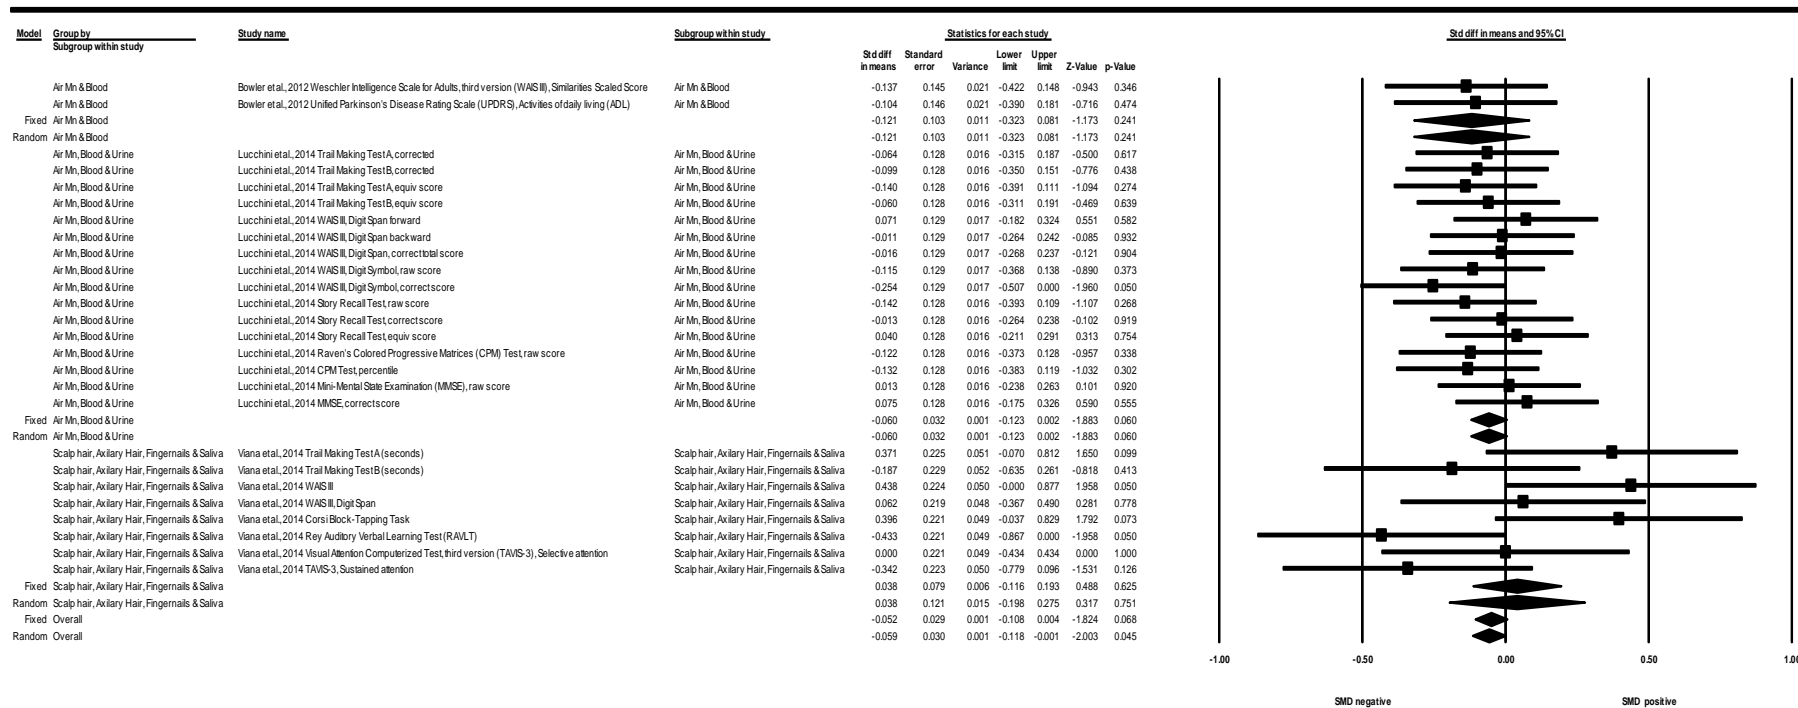 Model Group by Study name Subgroup within study Statistics for each study Std diff in means and 95% CI
Subgroup within study
Std diff in means Standard error Variance Lower limit Upper limit Z-Value p-Value
Air Mn & Blood Bowler et al., 2012 Weschler Intelligence Scale for Adults, third version (WAIS III), Similarities Scaled Score Air Mn & Blood -0.137 0.145 0.021 -0.422 0.148 -0.943 0.346
Air Mn & Blood Bowler et al., 2012 Unified Parkinson's Disease Rating Scale (UPDRS), Activities of daily living (ADL) Air Mn & Blood -0.104 0.146 0.021 -0.390 0.181 -0.716 0.474
Fixed Air Mn & Blood -0.121 0.103 0.011 -0.323 0.081 -1.173 0.241
Random Air Mn & Blood -0.121 0.103 0.011 -0.323 0.081 -1.173 0.241
Air Mn, Blood & Urine Lucchini et al., 2014 Trail Making Test A, corrected Air Mn, Blood & Urine -0.064 0.128 0.016 -0.315 0.187 -0.500 0.617
Air Mn, Blood & Urine Lucchini et al., 2014 Trail Making Test B, corrected Air Mn, Blood & Urine -0.099 0.128 0.016 -0.350 0.151 -0.776 0.438
Air Mn, Blood & Urine Lucchini et al., 2014 Trail Making Test A, equiv score Air Mn, Blood & Urine -0.140 0.128 0.016 -0.391 0.111 -1.094 0.274
Air Mn, Blood & Urine Lucchini et al., 2014 Trail Making Test B, equiv score Air Mn, Blood & Urine -0.060 0.128 0.016 -0.311 0.191 -0.469 0.639
Air Mn, Blood & Urine Lucchini et al., 2014 WAIS III, Digit Span forward Air Mn, Blood & Urine 0.071 0.129 0.017 -0.182 0.324 0.551 0.582
Air Mn, Blood & Urine Lucchini et al., 2014 WAIS III, Digit Span backward Air Mn, Blood & Urine -0.011 0.129 0.017 -0.264 0.242 -0.085 0.932
Air Mn, Blood & Urine Lucchini et al., 2014 WAIS III, Digit Span, correct total score Air Mn, Blood & Urine -0.016 0.129 0.017 -0.268 0.237 -0.121 0.904
Air Mn, Blood & Urine Lucchini et al., 2014 WAIS III, Digit Symbol, raw score Air Mn, Blood & Urine -0.115 0.129 0.017 -0.368 0.138 -0.890 0.373
Air Mn, Blood & Urine Lucchini et al., 2014 WAIS III, Digit Symbol, correct score Air Mn, Blood & Urine -0.254 0.129 0.017 -0.507 0.000 -1.960 0.050
Air Mn, Blood & Urine Lucchini et al., 2014 Story Recall Test, raw score Air Mn, Blood & Urine -0.142 0.128 0.016 -0.393 0.109 -1.107 0.268
Air Mn, Blood & Urine Lucchini et al., 2014 Story Recall Test, correct score Air Mn, Blood & Urine -0.013 0.128 0.016 -0.264 0.238 -0.102 0.919
Air Mn, Blood & Urine Lucchini et al., 2014 Story Recall Test, equiv score Air Mn, Blood & Urine 0.040 0.128 0.016 -0.211 0.291 0.313 0.754
Air Mn, Blood & Urine Lucchini et al., 2014 Raven's Colored Progressive Matrices (CPM) Test, raw score Air Mn, Blood & Urine -0.122 0.128 0.016 -0.373 0.128 -0.957 0.338
Air Mn, Blood & Urine Lucchini et al., 2014 CPM Test, percentile Air Mn, Blood & Urine -0.132 0.128 0.016 -0.383 0.119 -1.032 0.302
Air Mn, Blood & Urine Lucchini et al., 2014 Mini-Mental State Examination (MMSE), raw score Air Mn, Blood & Urine 0.013 0.128 0.016 -0.238 0.263 0.101 0.920
Air Mn, Blood & Urine Lucchini et al., 2014 MMSE, correct score Air Mn, Blood & Urine 0.075 0.128 0.016 -0.175 0.326 0.590 0.555
Fixed Air Mn, Blood & Urine -0.060 0.032 0.001 -0.123 0.002 -1.883 0.060
Random Air Mn, Blood & Urine -0.060 0.032 0.001 -0.123 0.002 -1.883 0.060
Scalp hair, Axilary Hair, Fingernails & Saliva Viana et al., 2014 Trail Making Test A (seconds) Scalp hair, Axilary Hair, Fingernails & Saliva 0.371 0.225 0.051 -0.070 0.812 1.650 0.099
Scalp hair, Axilary Hair, Fingernails & Saliva Viana et al., 2014 Trail Making Test B (seconds) Scalp hair, Axilary Hair, Fingernails & Saliva -0.187 0.229 0.052 -0.635 0.261 -0.818 0.413
Scalp hair, Axilary Hair, Fingernails & Saliva Viana et al., 2014 WAIS III Scalp hair, Axilary Hair, Fingernails & Saliva 0.438 0.224 0.050 -0.000 0.877 1.958 0.050
Scalp hair, Axilary Hair, Fingernails & Saliva Viana et al., 2014 WAIS III, Digit Span Scalp hair, Axilary Hair, Fingernails & Saliva 0.062 0.219 0.048 -0.367 0.490 0.281 0.778
Scalp hair, Axilary Hair, Fingernails & Saliva Viana et al., 2014 Corsi Block-Tapping Task Scalp hair, Axilary Hair, Fingernails & Saliva 0.396 0.221 0.049 -0.037 0.829 1.792 0.073
Scalp hair, Axilary Hair, Fingernails & Saliva Viana et al., 2014 Rey Auditory Verbal Learning Test (RAVLT) Scalp hair, Axilary Hair, Fingernails & Saliva -0.433 0.221 0.049 -0.867 0.000 -1.958 0.050
Scalp hair, Axilary Hair, Fingernails & Saliva Viana et al., 2014 Visual Attention Computerized Test, third version (TAVIS-3), Selective attention Scalp hair, Axilary Hair, Fingernails & Saliva 0.000 0.221 0.049 -0.434 0.434 0.000 1.000
Scalp hair, Axilary Hair, Fingernails & Saliva Viana et al., 2014 TAVIS-3, Sustained attention Scalp hair, Axilary Hair, Fingernails & Saliva -0.342 0.223 0.050 -0.779 0.096 -1.531 0.126
Fixed Scalp hair, Axilary Hair, Fingernails & Saliva 0.038 0.079 0.006 -0.116 0.193 0.488 0.625
Random Scalp hair, Axilary Hair, Fingernails & Saliva 0.038 0.121 0.015 -0.198 0.275 0.317 0.751
Fixed Overall -0.052 0.029 0.001 -0.108 0.004 -1.824 0.068
Random Overall -0.059 0.030 0.001 -0.118 -0.001 -2.003 0.045
-1.00 -0.50 0.00 0.50 1.00
SMD negative SMD positive